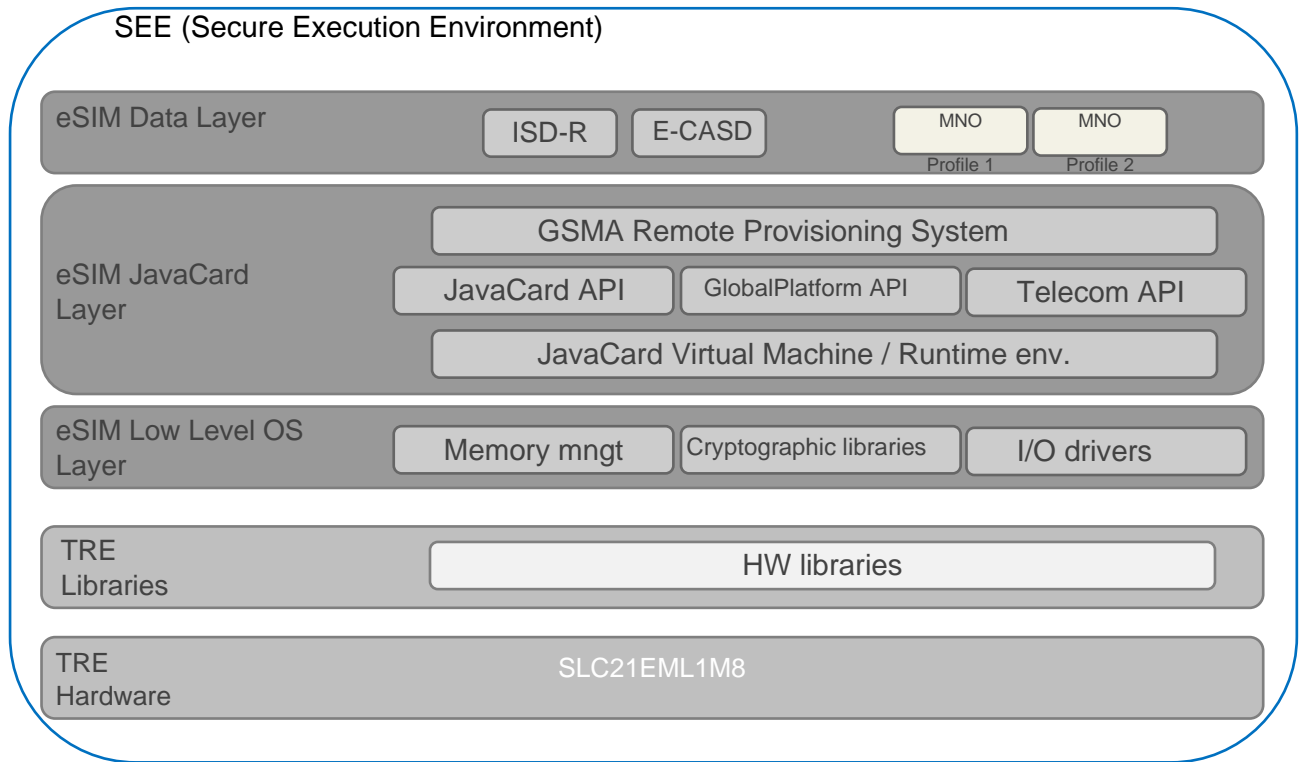 SEE (Secure Execution Environment)
eSIM Data Layer
ISD-R
E-CASD
MNO
Profile 1
MNO
Profile 2
eSIM JavaCard
Layer
GSMA Remote Provisioning System
JavaCard API
GlobalPlatform API
Telecom API
JavaCard Virtual Machine / Runtime env.
eSIM Low Level OS
Layer
Memory mngt
Cryptographic libraries
I/O drivers
TRE
Libraries
HW libraries
TRE
Hardware
SLC21EML1M8